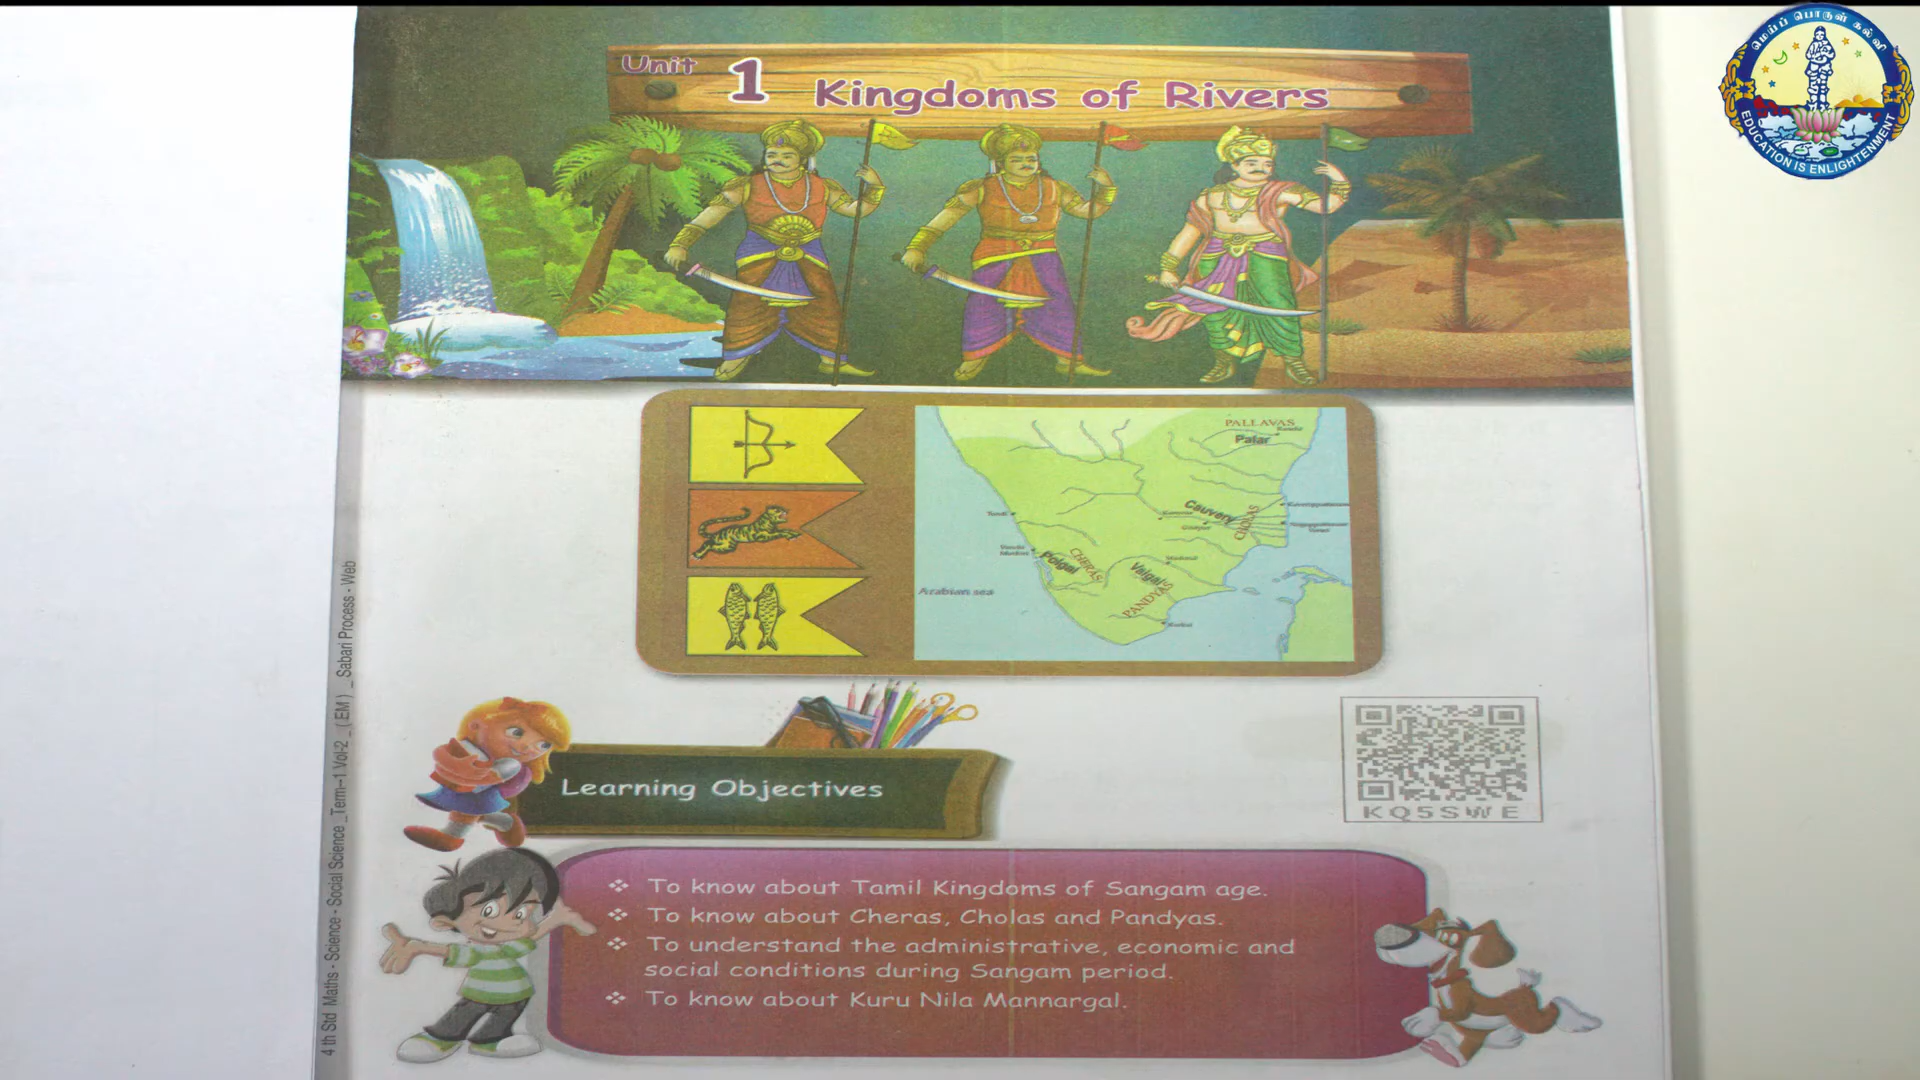 மெய்ப் பொருள் கல்வி
EDUCATION IS ENLIGHTENMENT
Unit 1 Kingdoms of Rivers
PALLAVAS
Palar
Cauvery
CHOLAS
Poigai
CHERAS
Vaigai
PANDYAS
Arabian sea
Learning Objectives
KQ5SWE
To know about Tamil Kingdoms of Sangam age.
To know about Cheras, Cholas and Pandyas.
To understand the administrative, economic and
social conditions during Sangam period.
To know about Kuru Nila Mannargal.
4 th Std Maths - Science - Social Science _Term-1 Vol-2 _ ( EM ) _ Sabari Process - Web